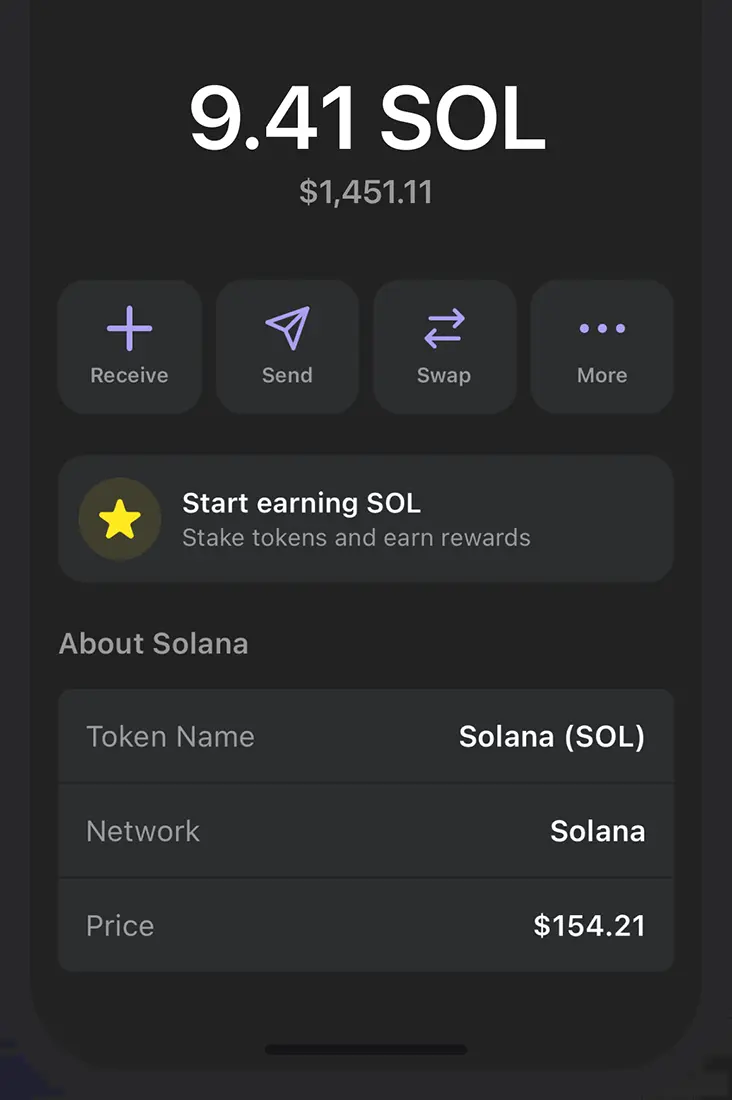 9.41 SOL
$1,451.11
Receive Send Swap More
Start earning SOL
Stake tokens and earn rewards
About Solana
Token Name Solana (SOL)
Network Solana
Price $154.21